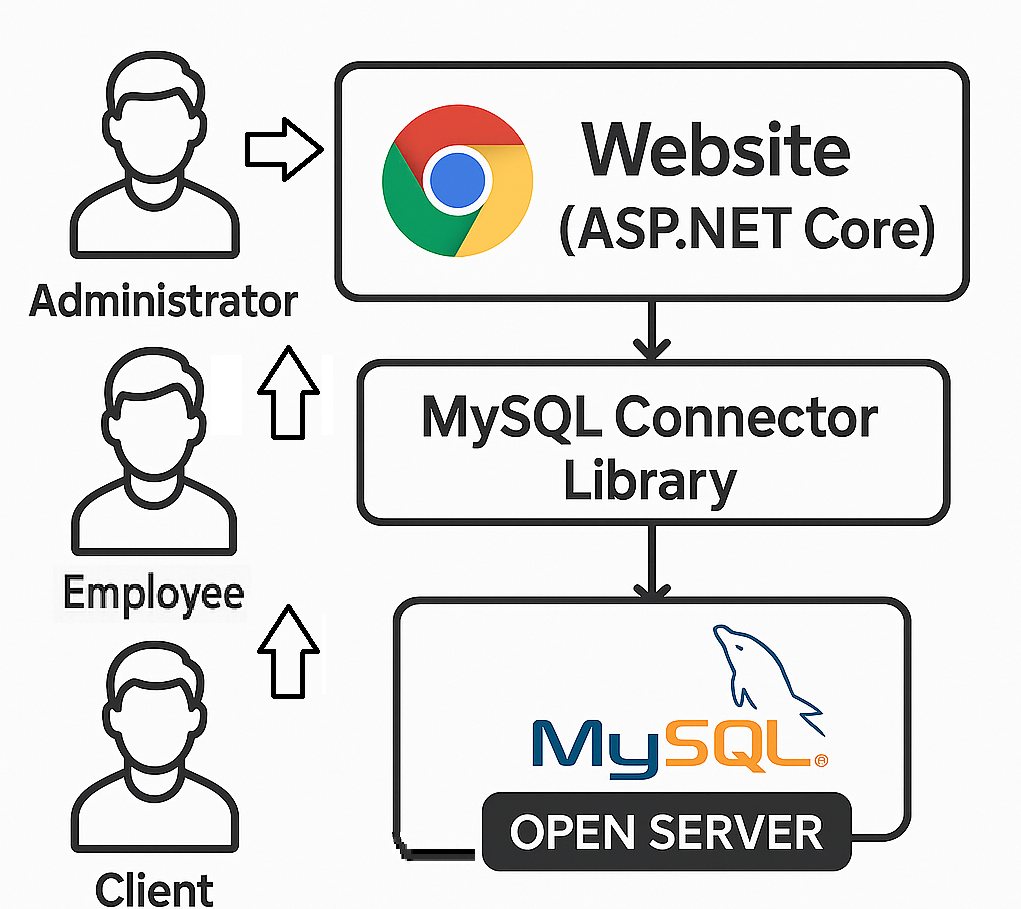 Website
(ASP.NET Core)
Administrator
MySQL Connector
Library
Employee
MySQL®
OPEN SERVER
Client